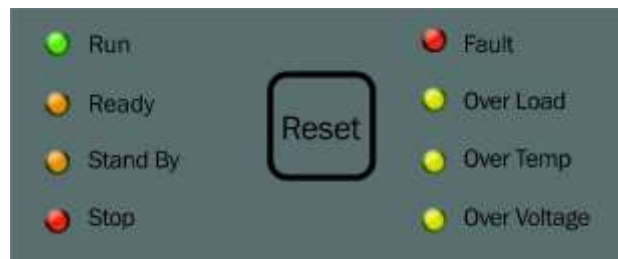 Run
Ready
Stand By
Stop
Reset
Fault
Over Load
Over Temp
Over Voltage